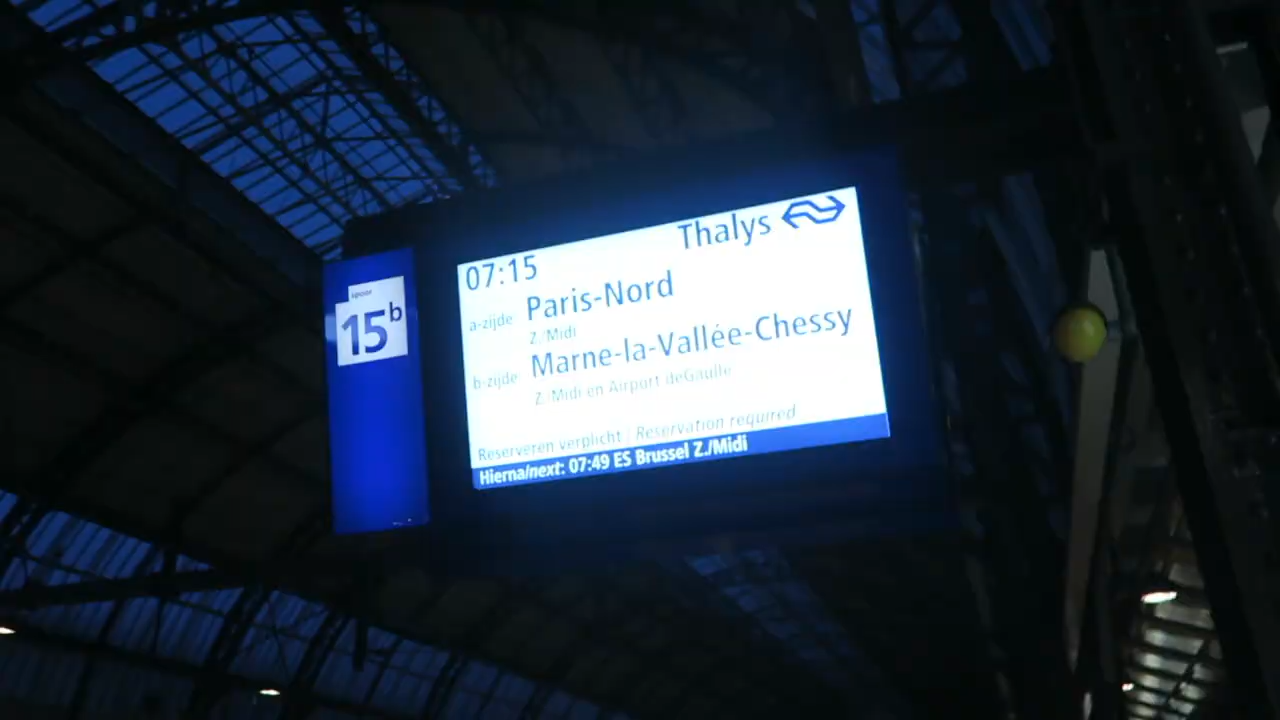 spoor
15b
Thalys
07:15
a-zijde Paris-Nord
Z./Midi
b-zijde Marne-la-Vallée-Chessy
Z./Midi en Airport deGaulle
Reserveren verplicht / Reservation required
Hierna/next: 07:49 ES Brussel Z./Midi